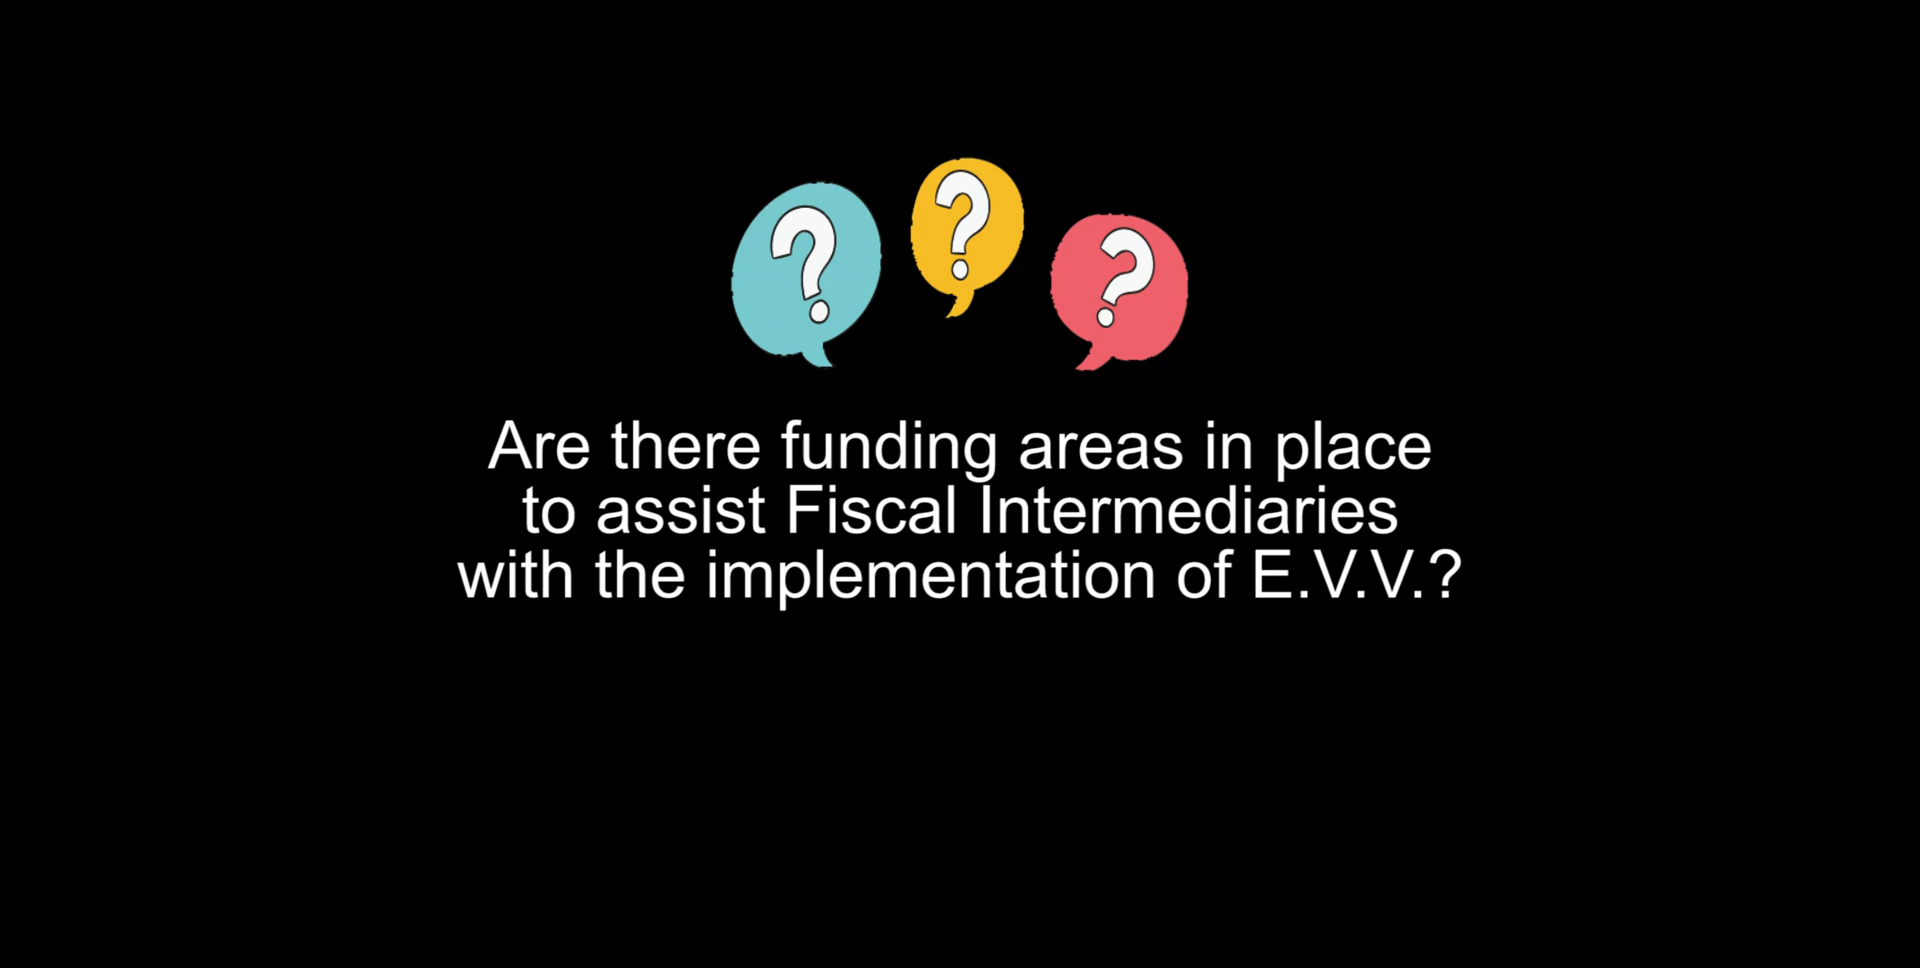 ?
?
?
Are there funding areas in place
to assist Fiscal Intermediaries
with the implementation of E.V.V.?